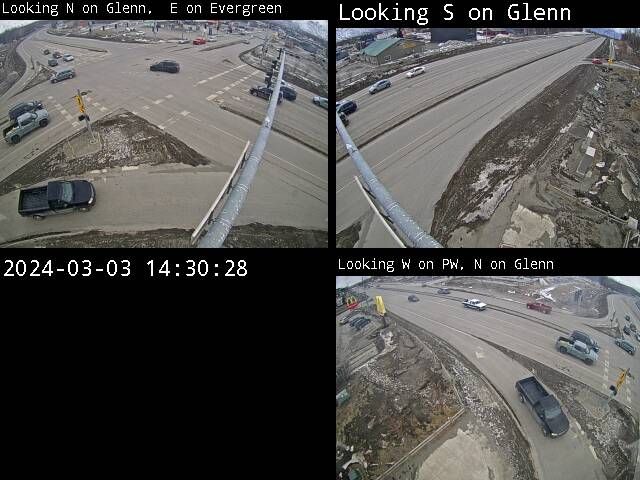 Looking N on Glenn,  E on Evergreen
Looking S on Glenn
2024-03-03 14:30:28
Looking W on PW, N on Glenn